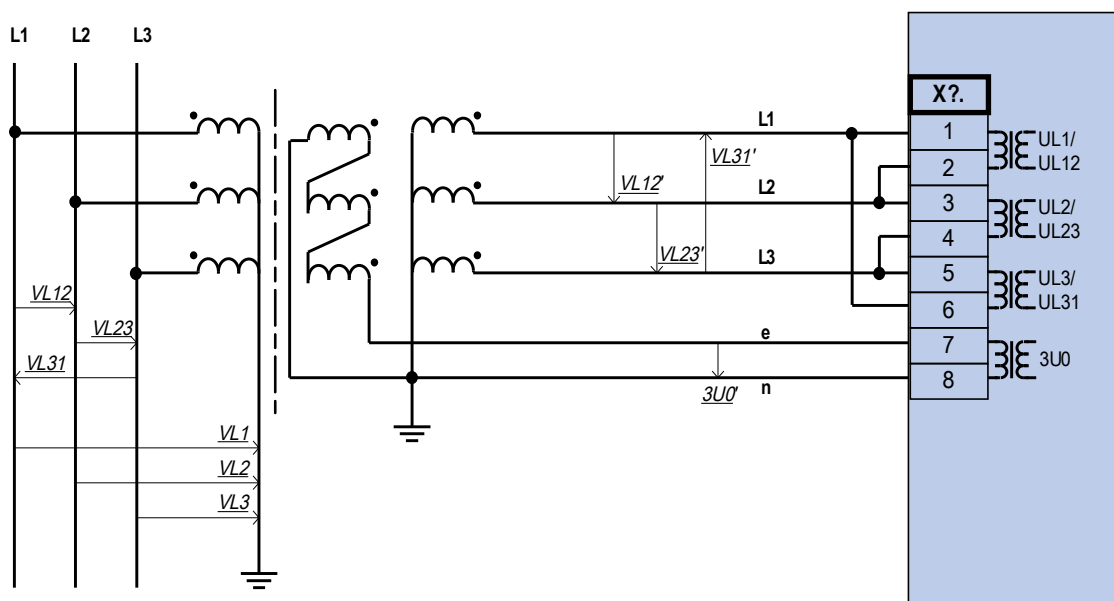 L1 L2 L3
X?.
L1
1
UL1/
UL12
VL31'
2
VL12'
L2
3
UL2/
UL23
4
VL23'
L3
5
UL3/
UL31
VL12
6
VL23
e
7
3U0
VL31
8
3U0'
n
VL1
VL2
VL3